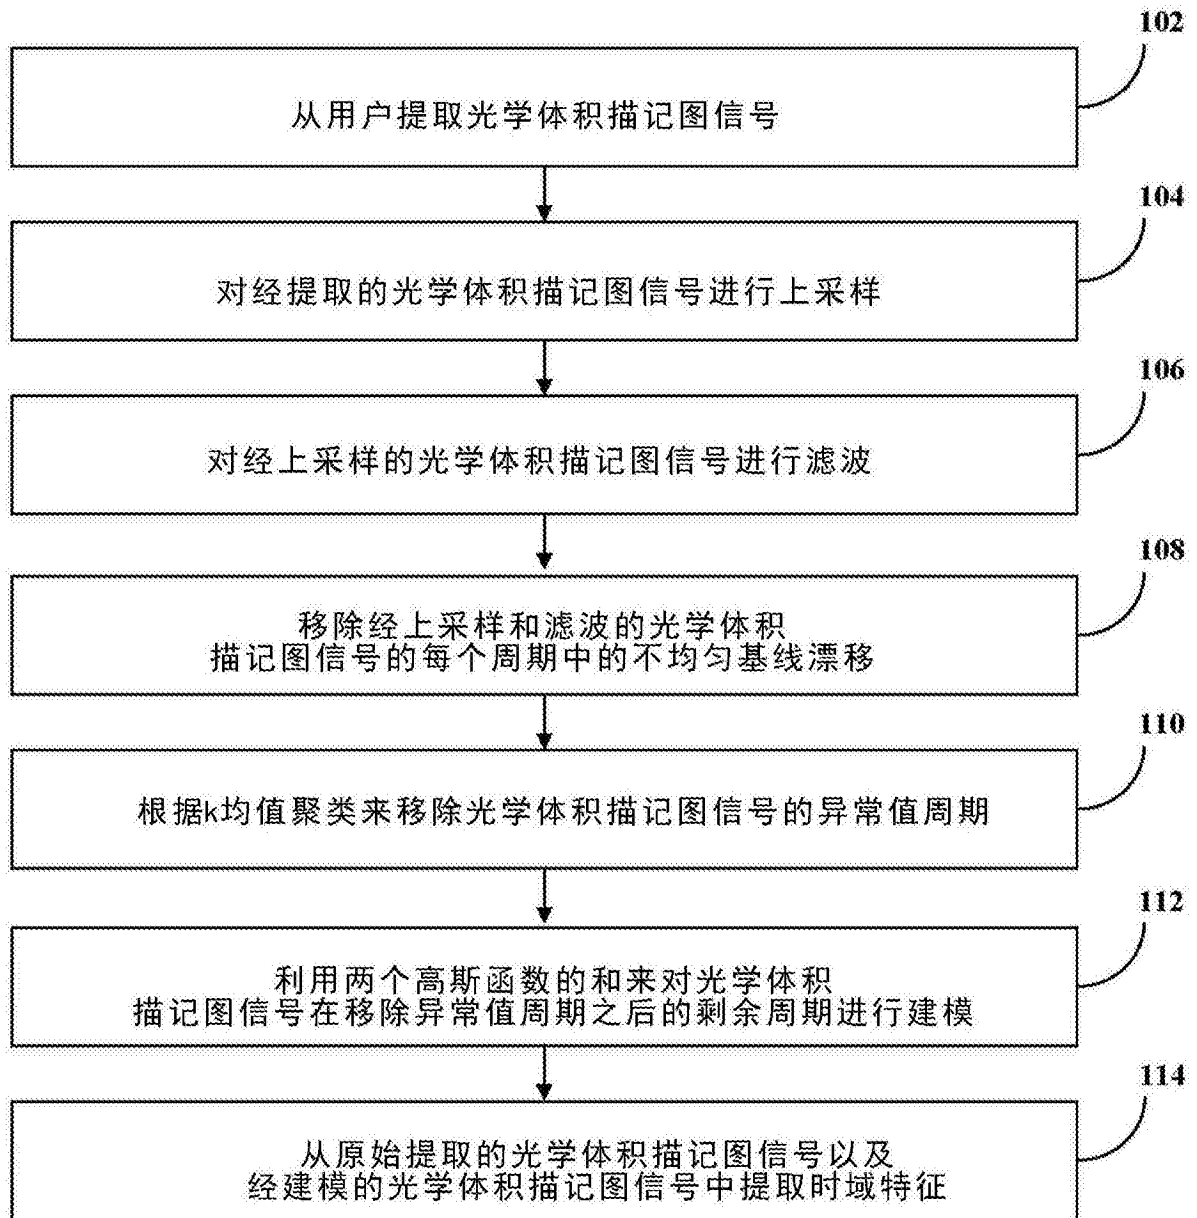 102
从用户提取光学体积描记图信号
104
对经提取的光学体积描记图信号进行上采样
106
对经上采样的光学体积描记图信号进行滤波
108
移除经上采样和滤波的光学体积
描记图信号的每个周期中的不均匀基线漂移
110
根据k均值聚类来移除光学体积描记图信号的异常值周期
112
利用两个高斯函数的和来对光学体积
描记图信号在移除异常值周期之后的剩余周期进行建模
114
从原始提取的光学体积描记图信号以及
经建模的光学体积描记图信号中提取时域特征